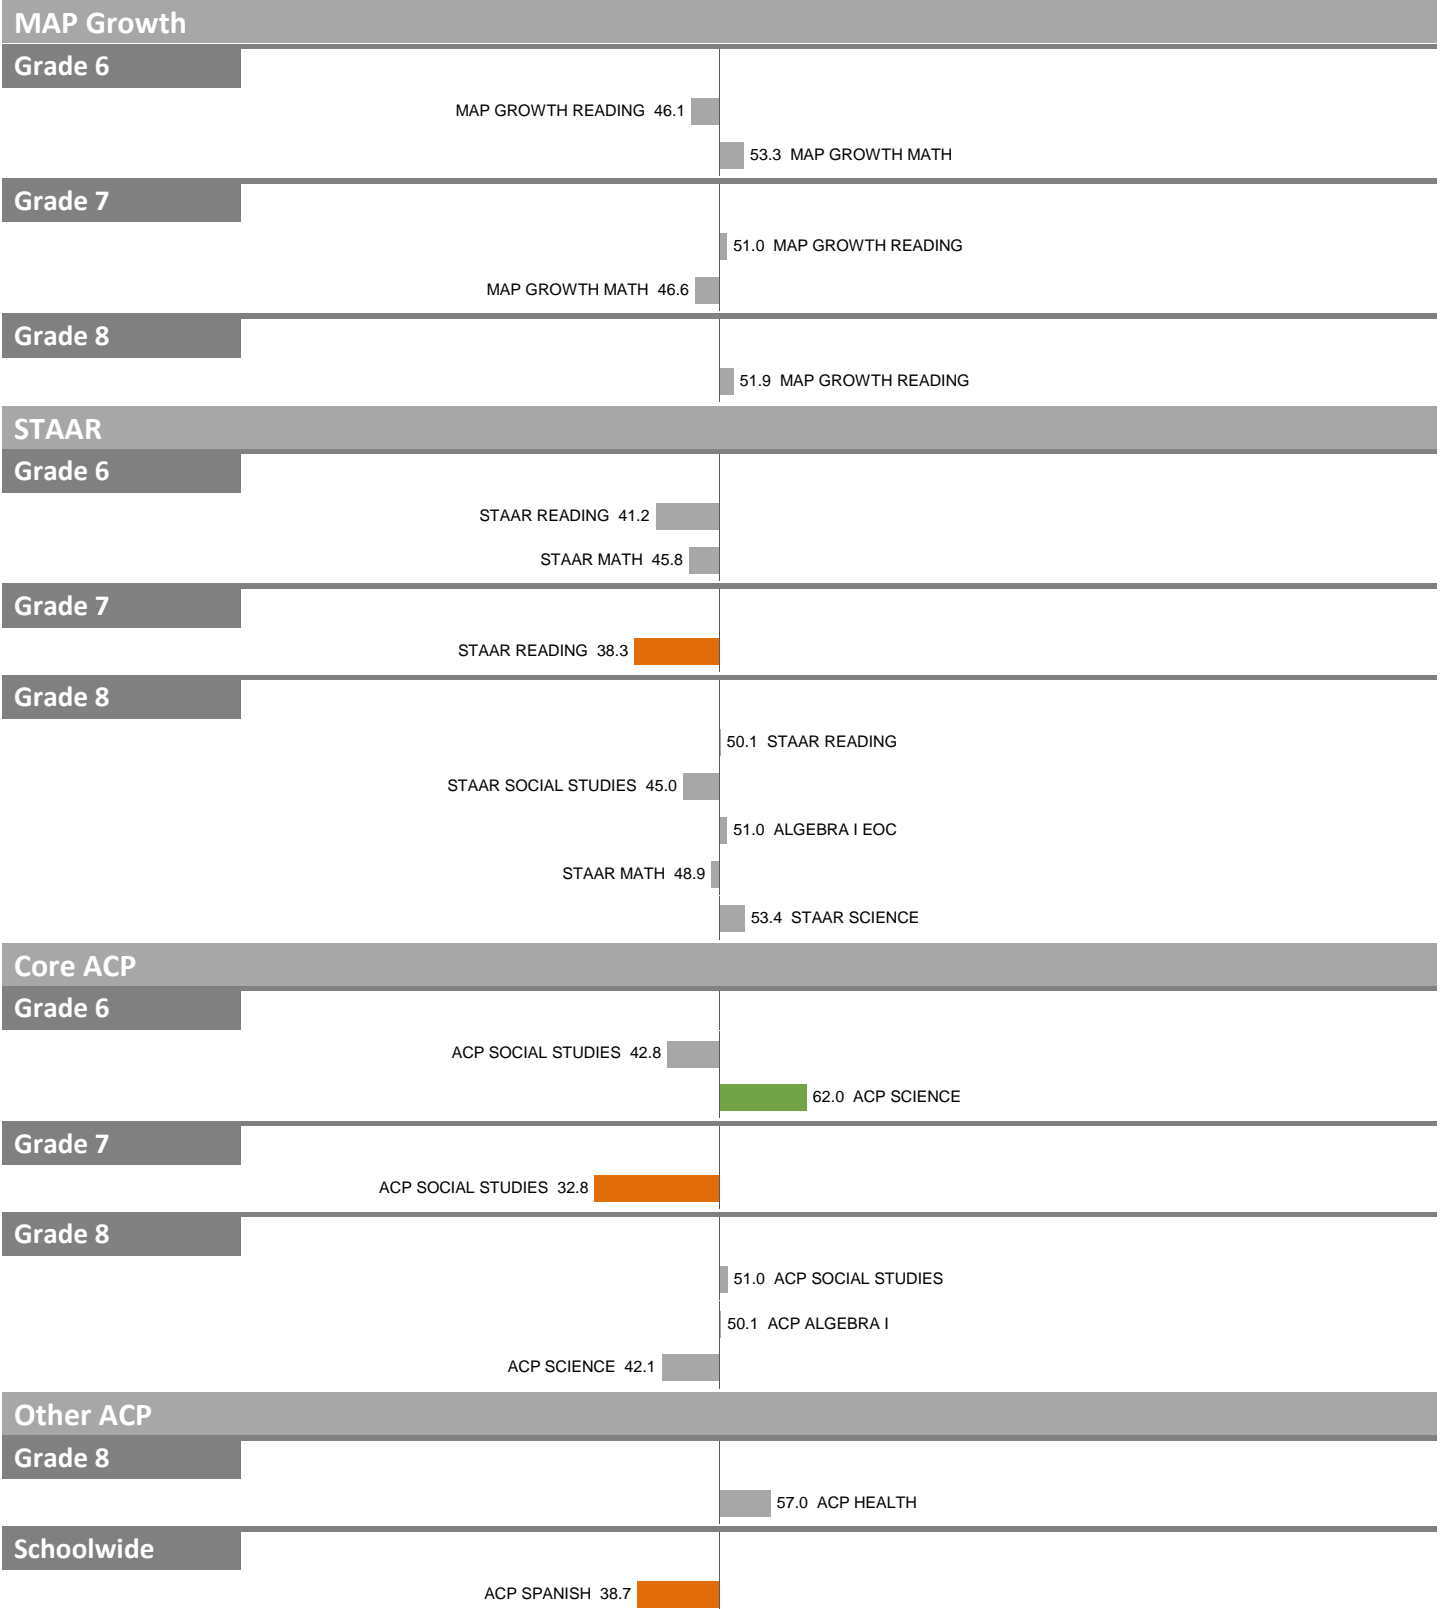 MAP Growth
Grade 6
MAP GROWTH READING 46.1
53.3 MAP GROWTH MATH
Grade 7
51.0 MAP GROWTH READING
MAP GROWTH MATH 46.6
Grade 8
51.9 MAP GROWTH READING
STAAR
Grade 6
STAAR READING 41.2
STAAR MATH 45.8
Grade 7
STAAR READING 38.3
Grade 8
50.1 STAAR READING
STAAR SOCIAL STUDIES 45.0
51.0 ALGEBRA I EOC
STAAR MATH 48.9
53.4 STAAR SCIENCE
Core ACP
Grade 6
ACP SOCIAL STUDIES 42.8
62.0 ACP SCIENCE
Grade 7
ACP SOCIAL STUDIES 32.8
Grade 8
51.0 ACP SOCIAL STUDIES
50.1 ACP ALGEBRA I
ACP SCIENCE 42.1
Other ACP
Grade 8
57.0 ACP HEALTH
Schoolwide
ACP SPANISH 38.7